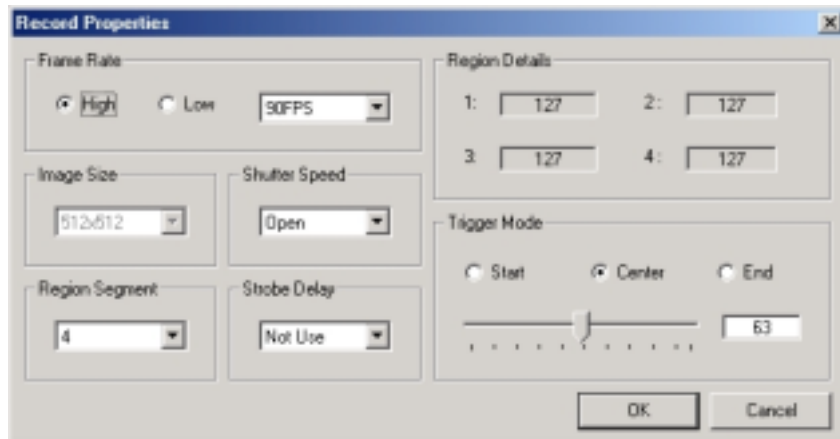 Record Properties
Frame Rate
High Low 90FPS
Image Size
512x512
Shutter Speed
Open
Region Segment
4
Strobe Delay
Not Use
Region Details
1: 127 2: 127
3: 127 4: 127
Trigger Mode
Start Center End
63
OK Cancel